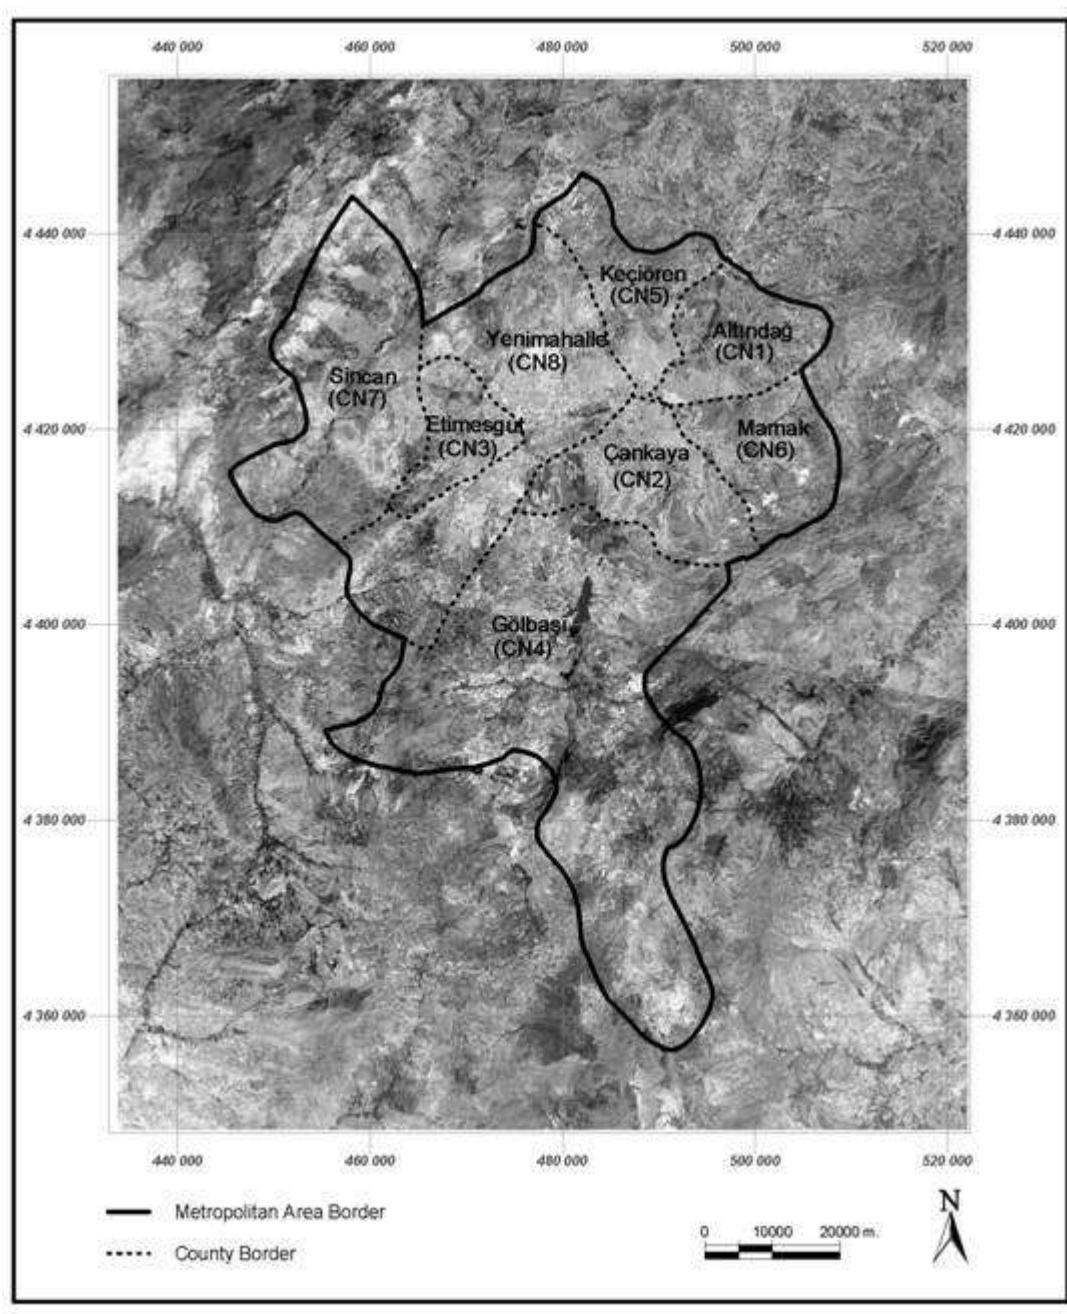 440 000 460 000 480 000 500 000 520 000
4 440 000 4 440 000
Keçiören
(CN5)
Altındağ
(CN1)
Yenimahalle
(CN8)
Sincan
(CN7)
4 420 000 4 420 000
Etimesgut
(CN3)
Mamak
(CN6)
Çankaya
(CN2)
4 400 000 4 400 000
Gölbaşı
(CN4)
4 380 000 4 380 000
4 360 000 4 360 000
440 000 460 000 480 000 500 000 520 000
Metropolitan Area Border
County Border
0 10000 20000 m.
N